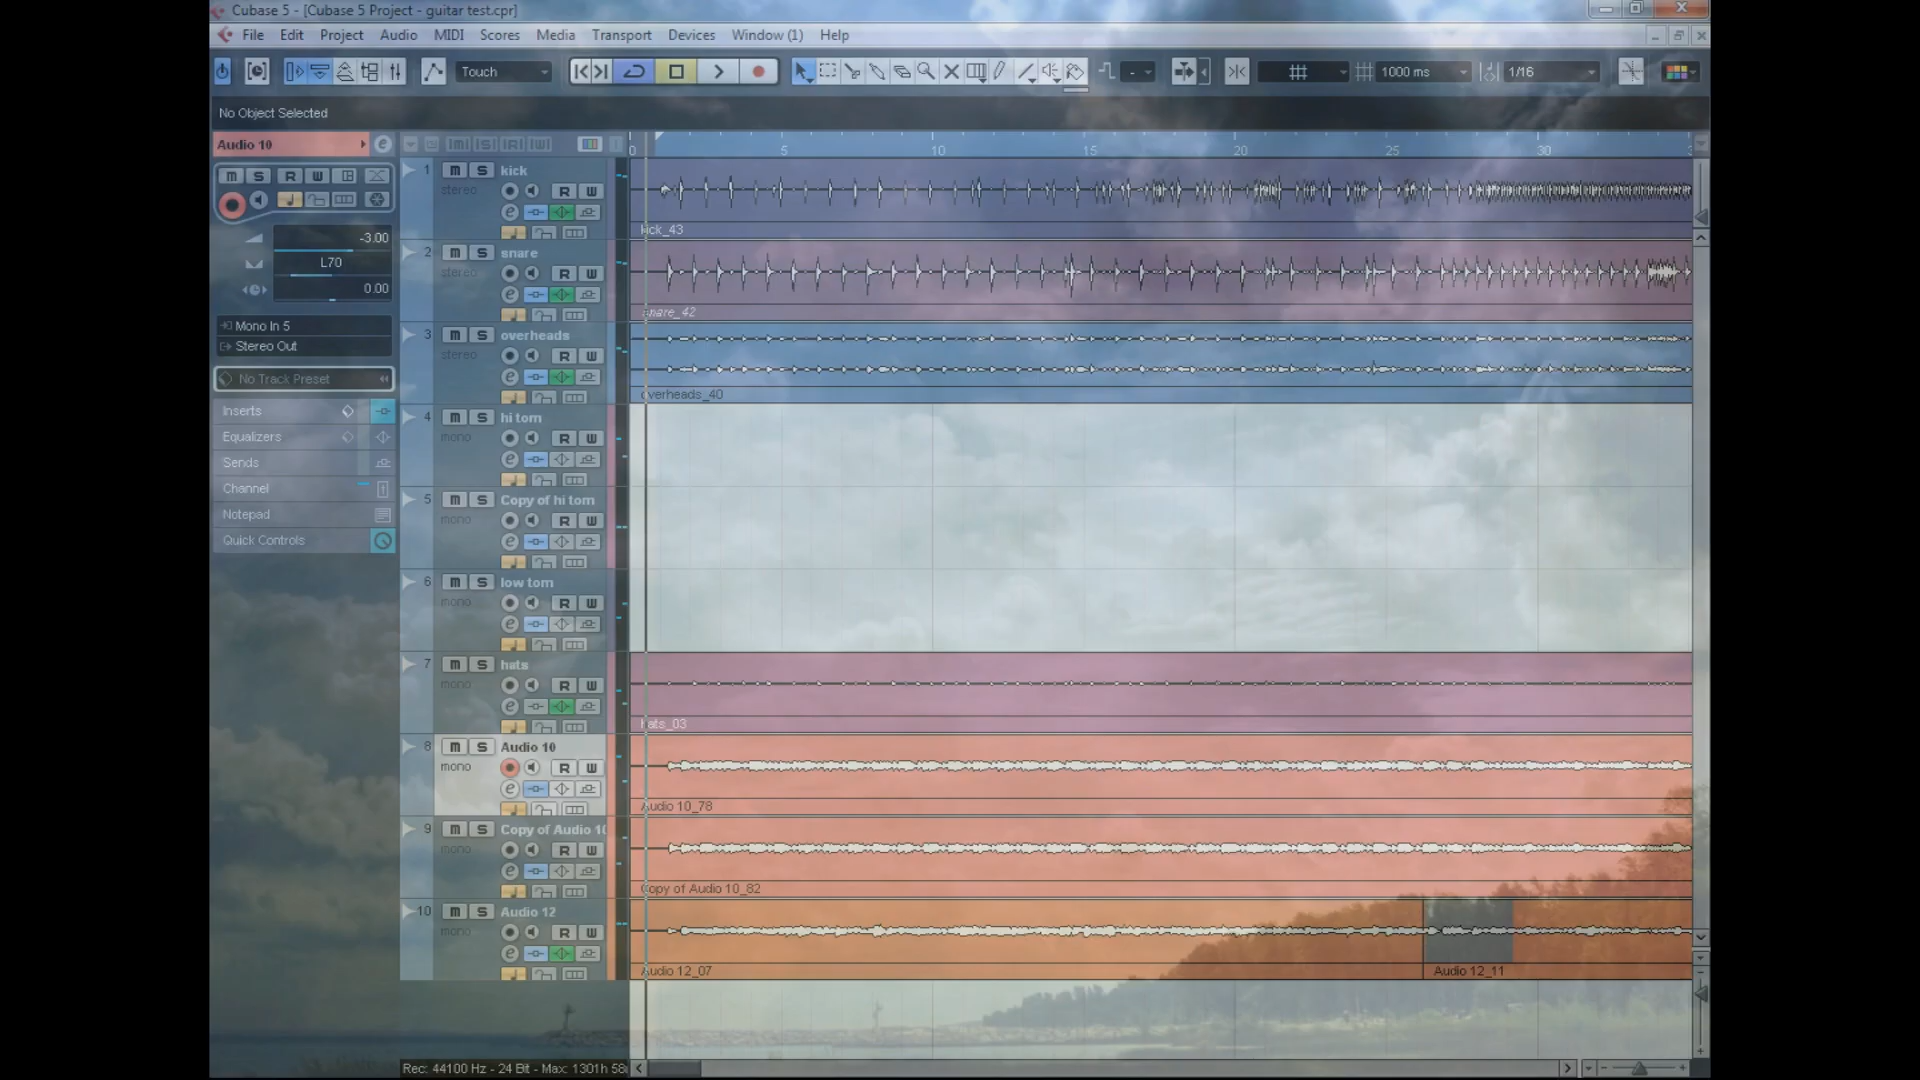 Cubase 5 - [Cubase 5 Project - guitar test.cpr]
File Edit Project Audio MIDI Scores Media Transport Devices Window (1) Help
Touch
1000 ms
1/16
No Object Selected
Audio 10
M S R W
-3.00
L70
0.00
Mono In 5
Stereo Out
No Track Preset
Inserts
Equalizers
Sends
Channel
Notepad
Quick Controls
[M] [S] [R] [W]
0 5 10 15 20 25 30
1 M S kick
stereo R W
kick_43
2 M S snare
stereo R W
snare_42
3 M S overheads
stereo R W
overheads_40
4 M S hi tom
mono R W
5 M S Copy of hi tom
mono R W
6 M S low tom
mono R W
7 M S hats
mono R W
hats_03
8 M S Audio 10
mono R W
Audio 10_78
9 M S Copy of Audio 10
mono R W
Copy of Audio 10_82
10 M S Audio 12
mono R W
Audio 12_07
Audio 12_11
Rec: 44100 Hz - 24 Bit - Max: 1301h 58